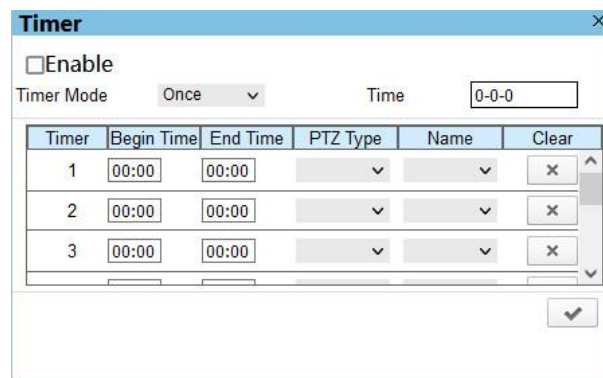 Timer
Enable
Timer Mode Once Time 0-0-0
Timer Begin Time End Time PTZ Type Name Clear
1 00:00 00:00
2 00:00 00:00
3 00:00 00:00